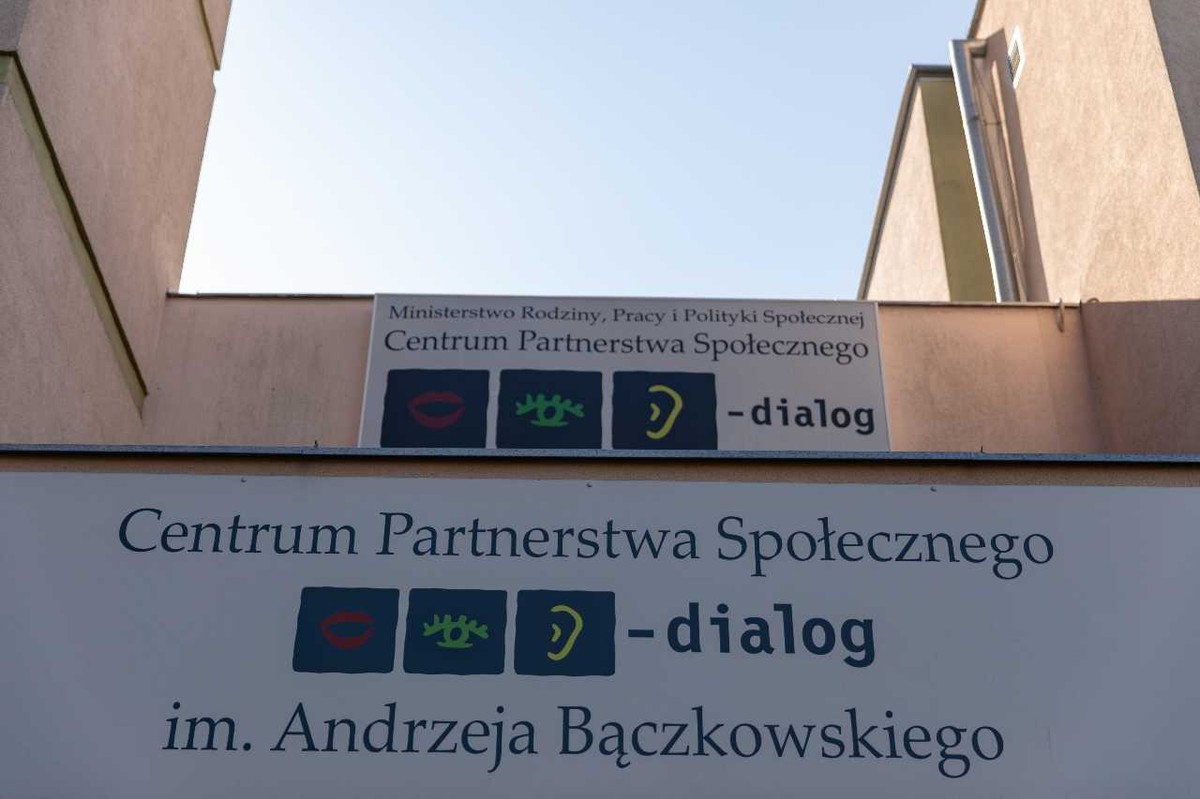 Ministerstwo Rodziny, Pracy i Polityki Społecznej
Centrum Partnerstwa Społecznego
-dialog
Centrum Partnerstwa Społecznego
-dialog
im. Andrzeja Bączkowskiego